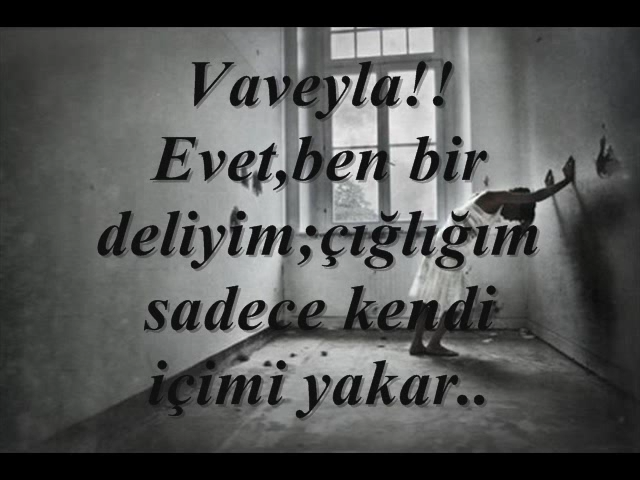 Vaveyla!!
Evet,ben bir
deliyim;çığlığım
sadece kendi
içimi yakar..